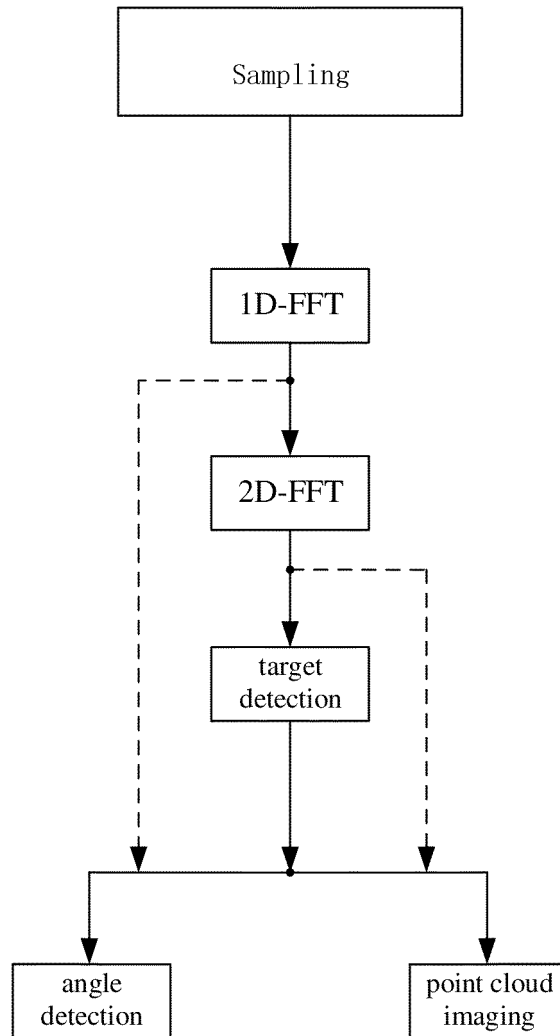 Sampling
1D-FFT
2D-FFT
target
detection
angle
detection
point cloud
imaging